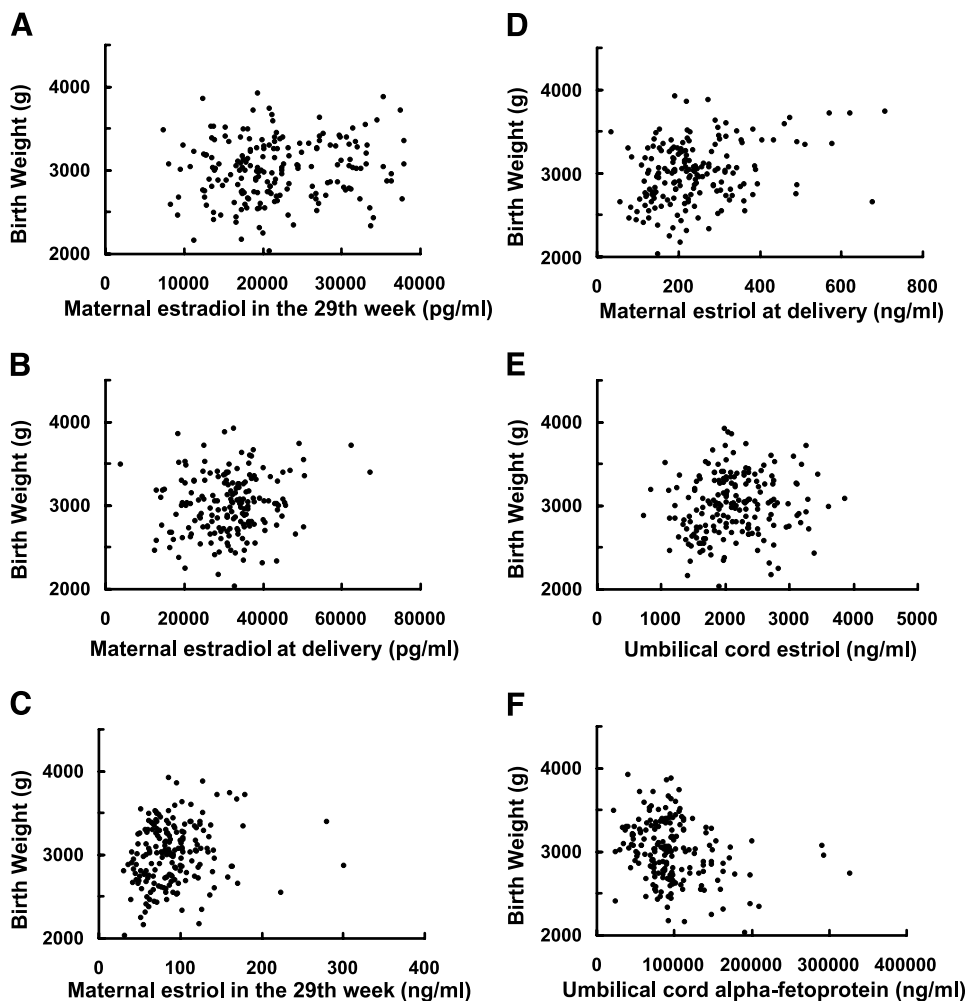 A
Birth Weight (g)
4000
3000
2000
0
10000
20000
30000
40000
Maternal estradiol in the 29th week (pg/ml)
B
Birth Weight (g)
4000
3000
2000
0
20000
40000
60000
80000
Maternal estradiol at delivery (pg/ml)
C
Birth Weight (g)
4000
3000
2000
0
100
200
300
400
Maternal estriol in the 29th week (ng/ml)
D
Birth Weight (g)
4000
3000
2000
0
200
400
600
800
Maternal estriol at delivery (ng/ml)
E
Birth Weight (g)
4000
3000
2000
0
1000
2000
3000
4000
5000
Umbilical cord estriol (ng/ml)
F
Birth Weight (g)
4000
3000
2000
0
100000
200000
300000
400000
Umbilical cord alpha-fetoprotein (ng/ml)